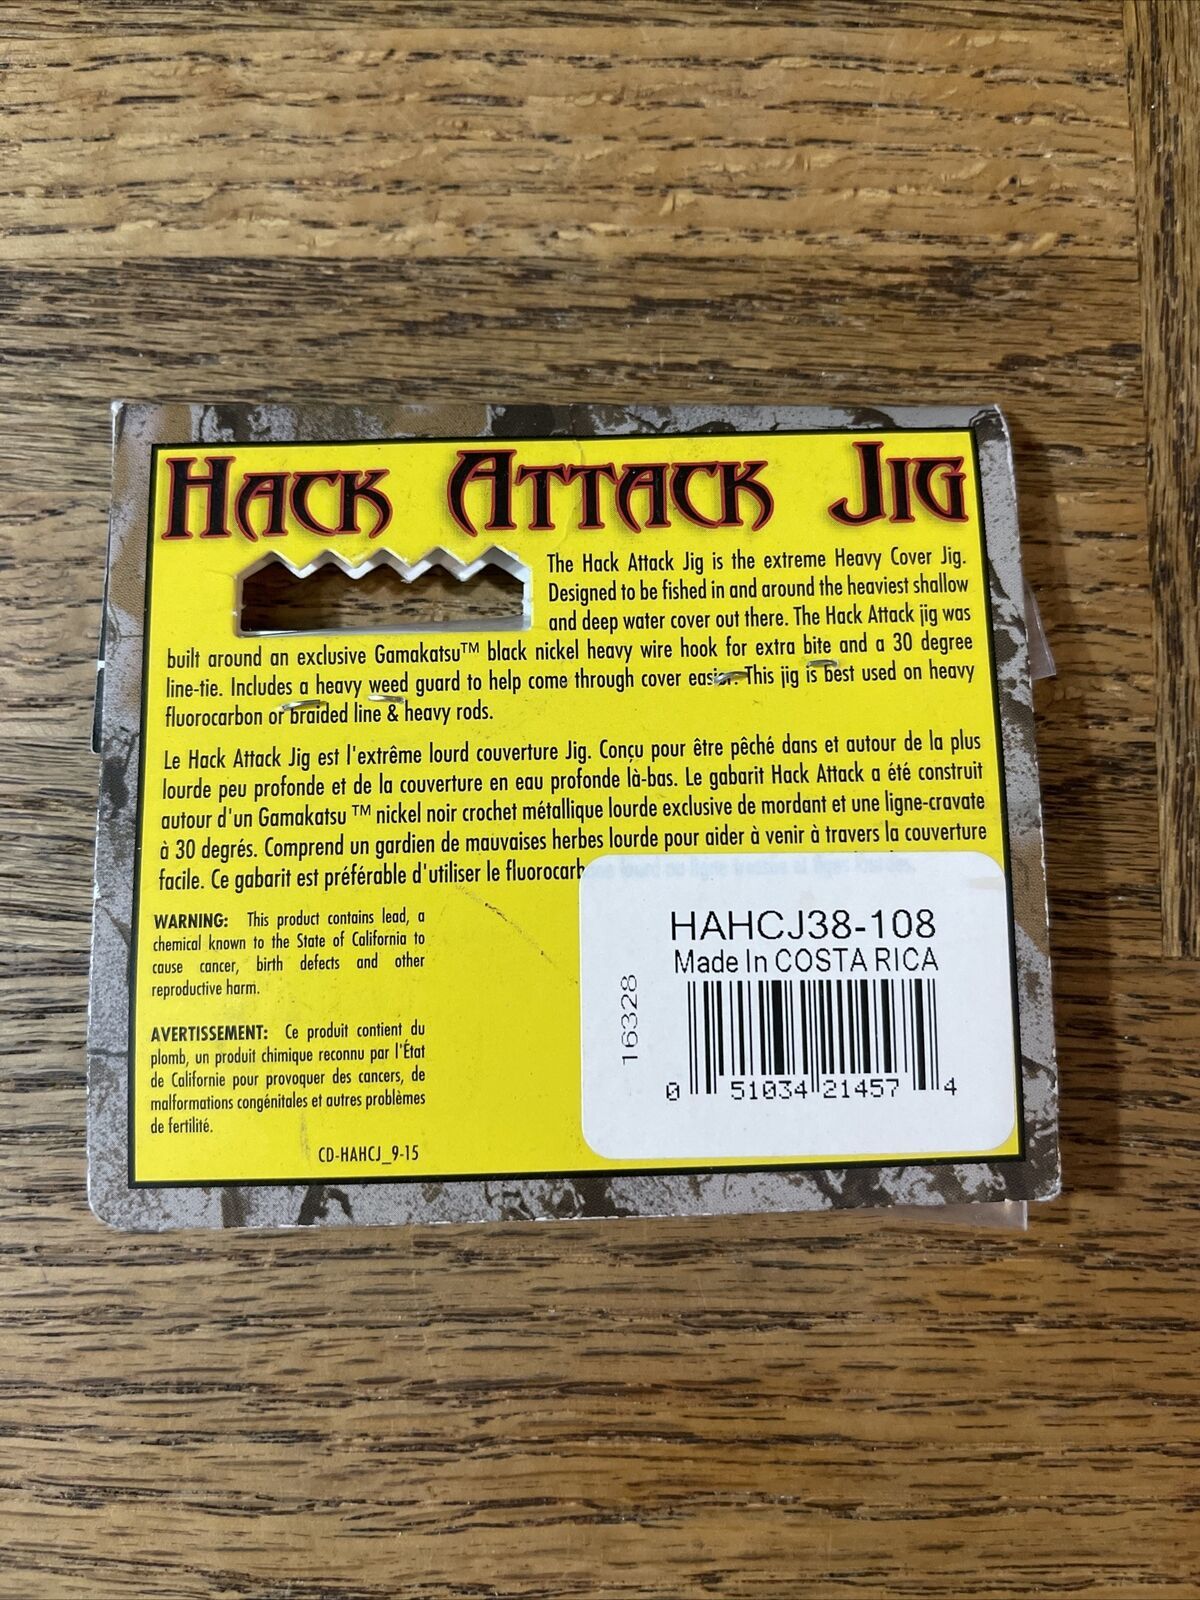 HACK ATTACK JIG
The Hack Attack Jig is the extreme Heavy Cover Jig.
Designed to be fished in and around the heaviest shallow
and deep water cover out there. The Hack Attack jig was
built around an exclusive Gamakatsu™ black nickel heavy wire hook for extra bite and a 30 degree
line-tie. Includes a heavy weed guard to help come through cover easier. This jig is best used on heavy
fluorocarbon or braided line & heavy rods.
Le Hack Attack Jig est l'extrême lourd couverture Jig. Conçu pour être pêché dans et autour de la plus
lourde peu profonde et de la couverture en eau profonde là-bas. Le gabarit Hack Attack a été construit
autour d'un Gamakatsu ™ nickel noir crochet métallique lourde exclusive de mordant et une ligne-cravate
à 30 degrés. Comprend un gardien de mauvaises herbes lourde pour aider à venir à travers la couverture
facile. Ce gabarit est préférable d'utiliser le
WARNING: This product contains lead, a
chemical known to the State of California to
cause cancer, birth defects and other
reproductive harm.
AVERTISSEMENT: Ce produit contient du
plomb, un produit chimique reconnu par l'État
de Californie pour provoquer des cancers, de
malformations congénitales et autres problèmes
de fertilité.
CD-HAHCJ_9-15
HAHCJ38-108
Made In COSTA RICA
16328
0 51034 21457 4